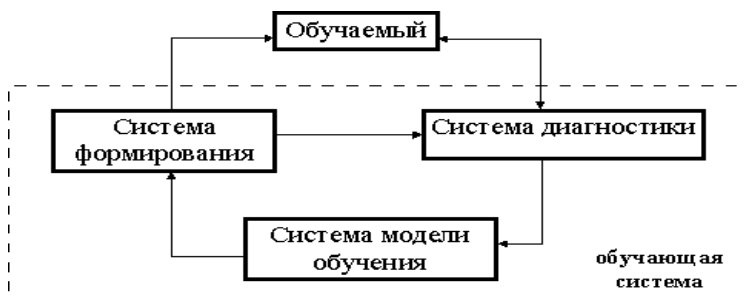 Обучаемый
Система
формирования
Система диагностики
Система модели
обучения
обучающая
система